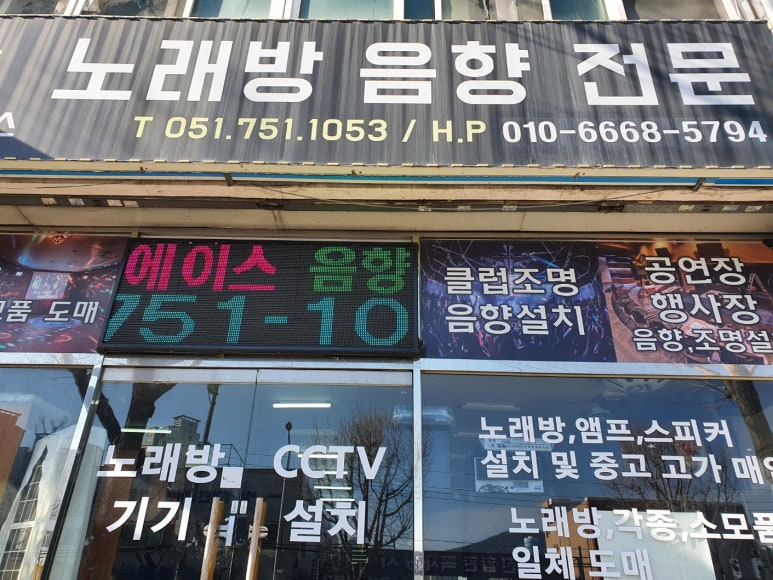 노래방 음향 전문
T 051.751.1053 / H.P 010-6668-5794
도매
에이스 음향
751-10
클럽조명
음향설치
공연장
행사장
음향,조명설
노래방 CCTV
기기 설치
노래방,앰프,스피커
설치 및 중고 고가 매입
노래방,각종,소모품
일체 도매